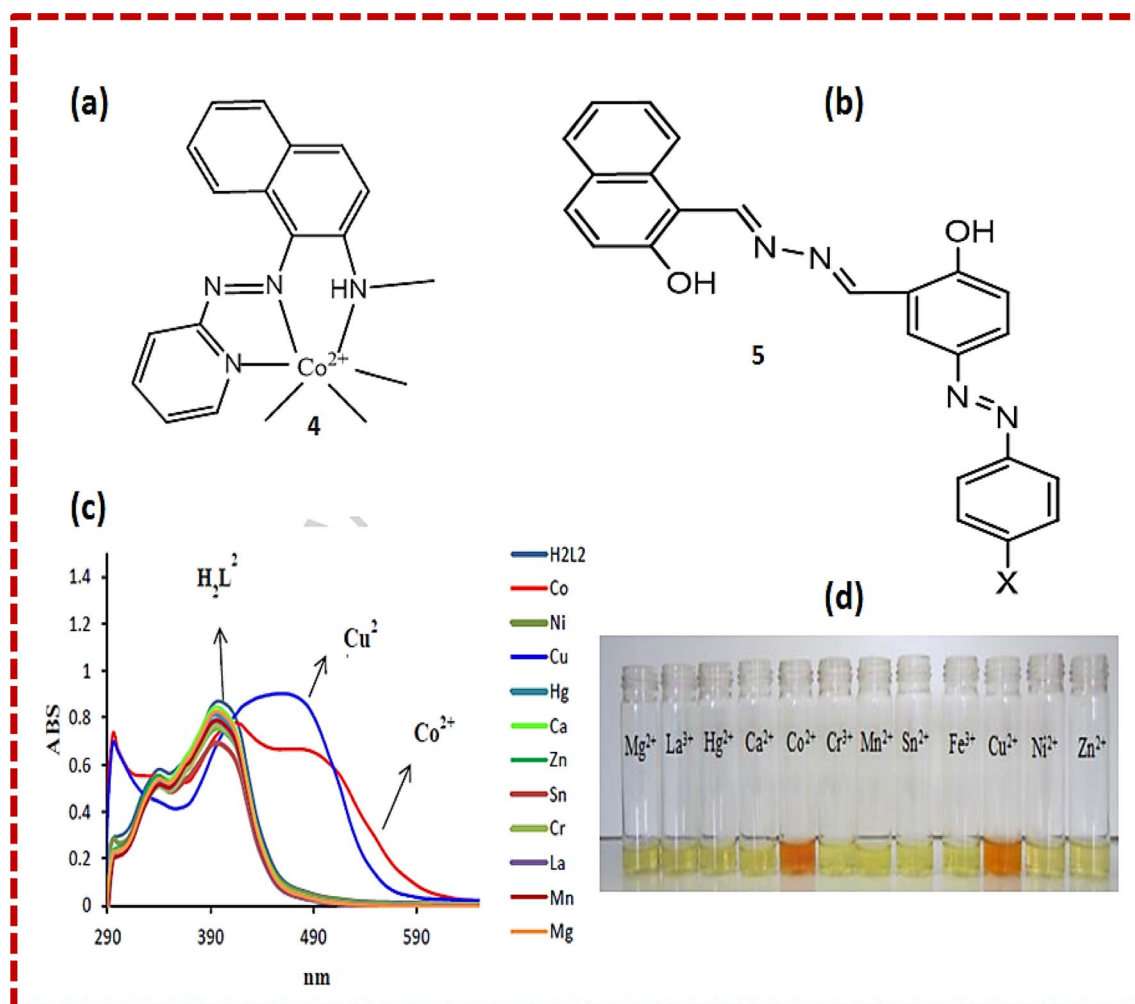 (a)
(b)
N=N
N
HN
N
Co²⁺
4
OH
N
N
OH
5
N
N
X
(c)
H₂L²
Cu²
Co²⁺
1.4
1.2
1
0.8
0.6
0.4
0.2
0
ABS
290 390 490 590
nm
H2L2
Co
Ni
Cu
Hg
Ca
Zn
Sn
Cr
La
Mn
Mg
(d)
Mg²⁺ La³⁺ Hg²⁺ Ca²⁺ Co²⁺ Cr³⁺ Mn²⁺ Sn²⁺ Fe³⁺ Cu²⁺ Ni²⁺ Zn²⁺